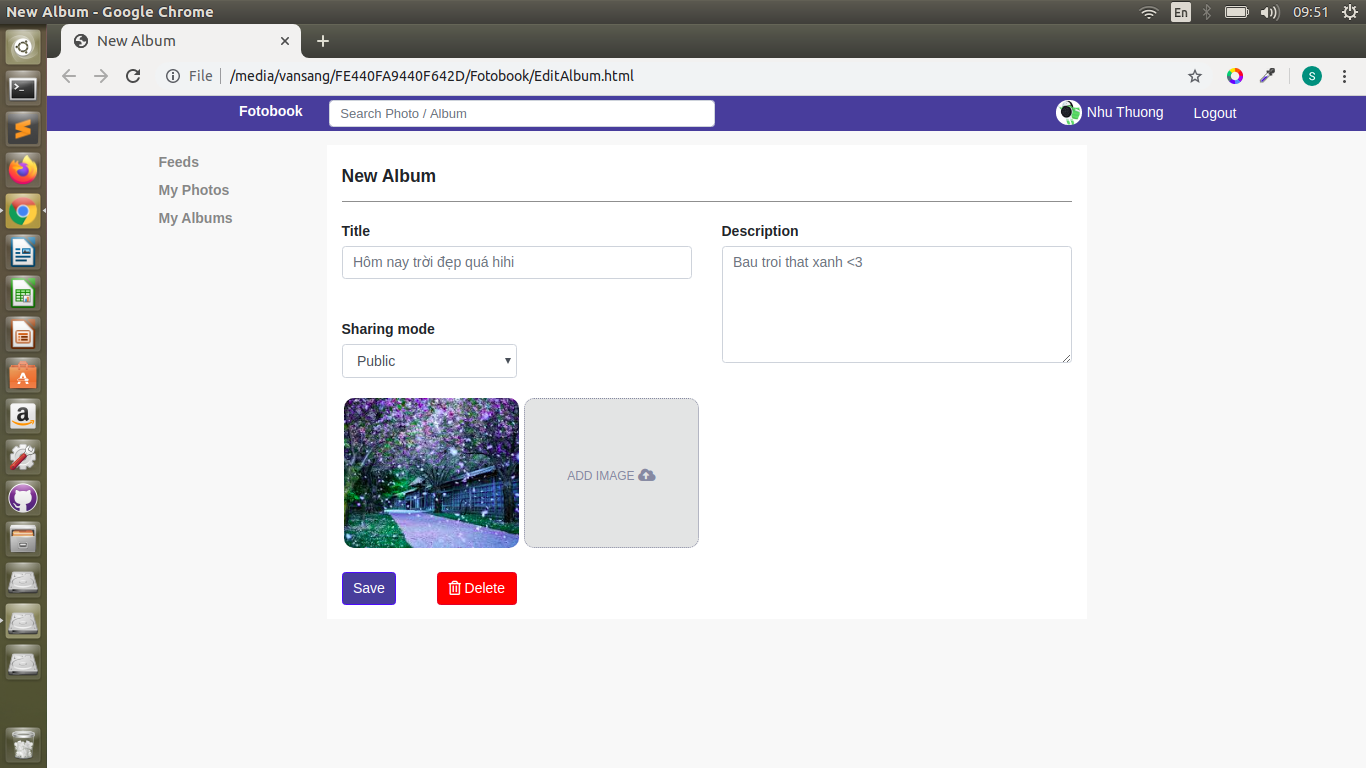 New Album - Google Chrome
En
09:51
New Album
File
/media/vansang/FE440FA9440F642D/Fotobook/EditAlbum.html
S
Fotobook
Search Photo / Album
Nhu Thuong
Logout
Feeds
My Photos
My Albums
New Album
Title
Description
Hôm nay trời đẹp quá hihi
Bau troi that xanh <3
Sharing mode
Public
ADD IMAGE
Save
Delete